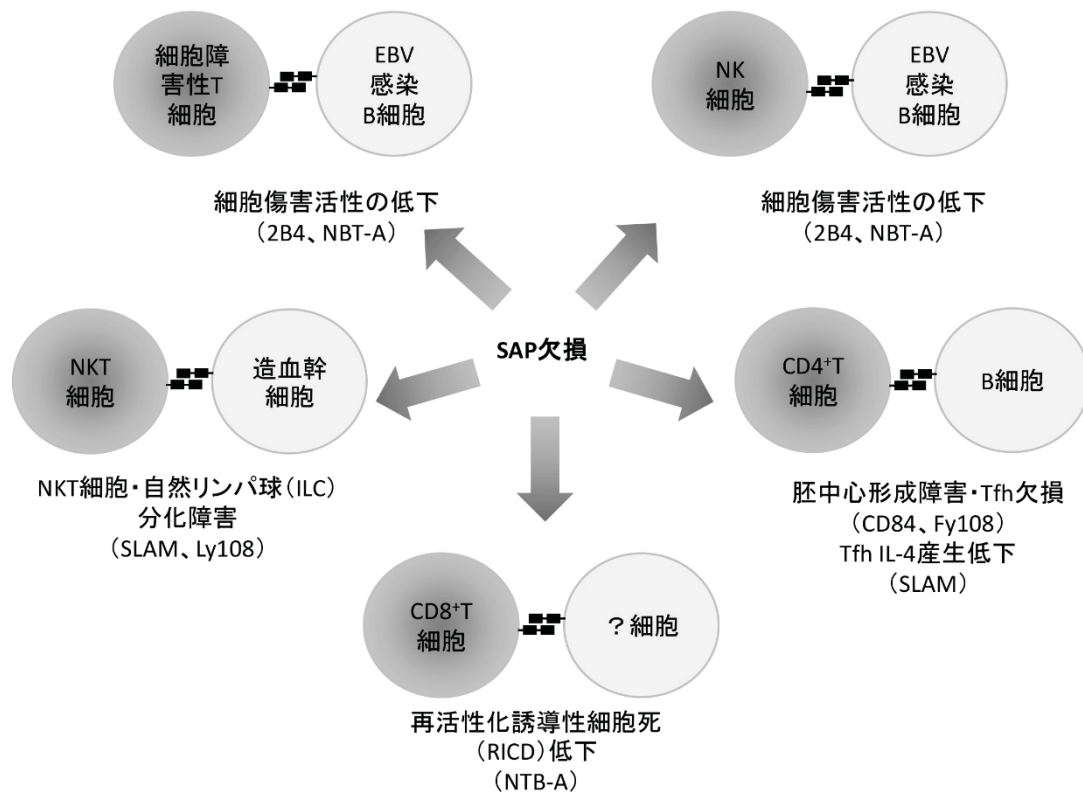 細胞障
害性T
細胞
EBV
感染
B細胞
細胞傷害活性の低下
(2B4、NBT-A)
NK
細胞
EBV
感染
B細胞
細胞傷害活性の低下
(2B4、NBT-A)
SAP欠損
NKT
細胞
造血幹
細胞
NKT細胞・自然リンパ球(ILC)
分化障害
(SLAM、Ly108)
CD4⁺T
細胞
B細胞
胚中心形成障害・Tfh欠損
(CD84、Fy108)
Tfh IL-4産生低下
(SLAM)
CD8⁺T
細胞
?細胞
再活性化誘導性細胞死
(RICD)低下
(NTB-A)